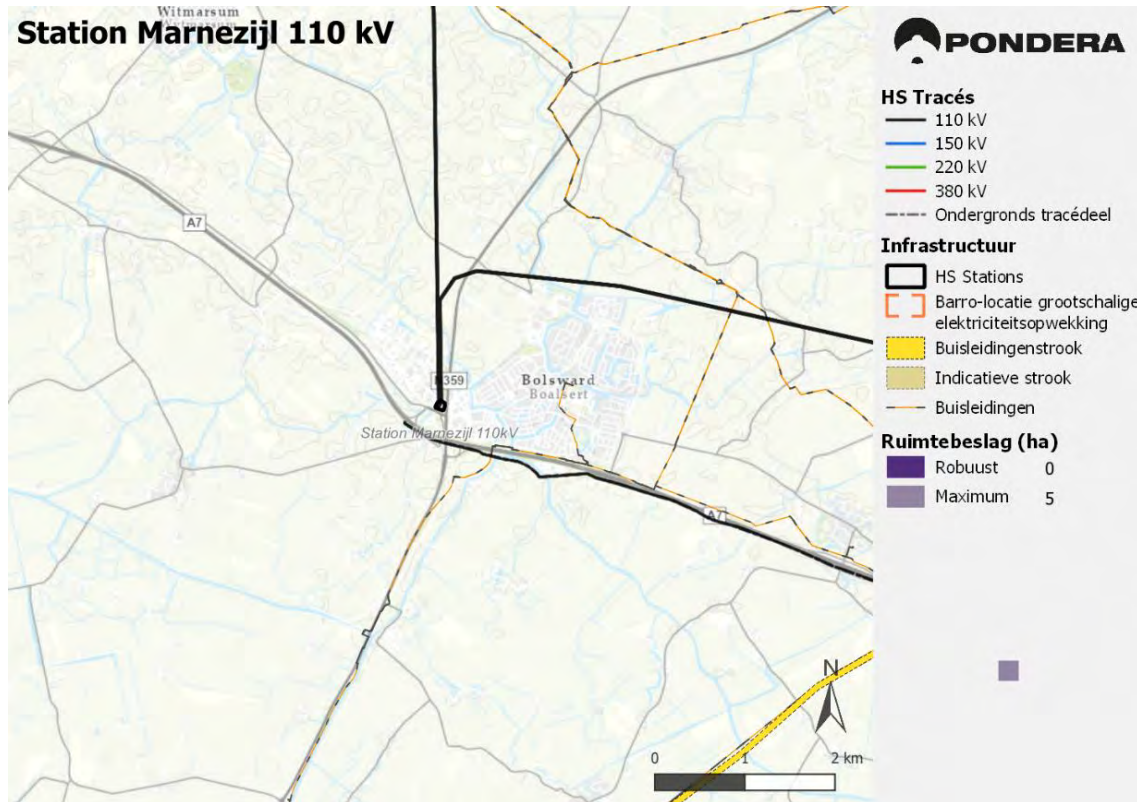 Station Marnezijl 110 kV
Witmarsum
Wytmarsum
A7
N359
Bolsward
Boalsert
Station Marnezijl 110kV
A7
N
0 1 2 km
PONDERA
HS Tracés
110 kV
150 kV
220 kV
380 kV
Ondergronds tracédeel
Infrastructuur
HS Stations
Barro-locatie grootschalige
elektriciteitsopwekking
Buisleidingenstrook
Indicatieve strook
Buisleidingen
Ruimtebeslag (ha)
Robuust 0
Maximum 5